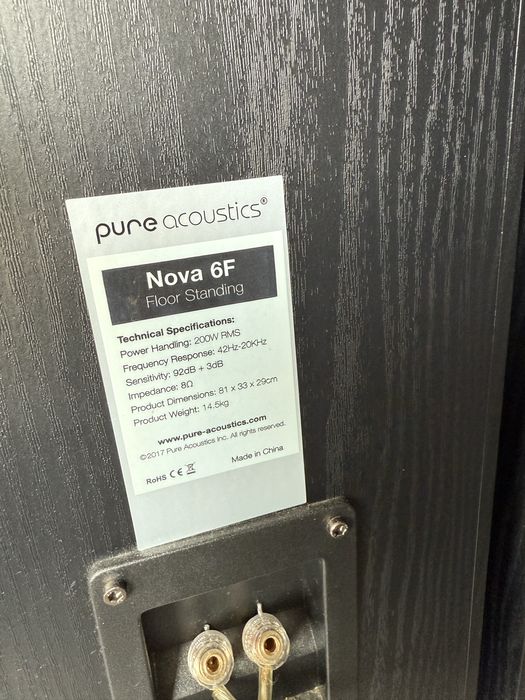 pure acoustics®
Nova 6F
Floor Standing
Technical Specifications:
Power Handling: 200W RMS
Frequency Response: 42Hz-20KHz
Sensitivity: 92dB + 3dB
Impedance: 8Ω
Product Dimensions: 81 x 33 x 29cm
Product Weight: 14.5kg
www.pure-acoustics.com
©2017 Pure Acoustics Inc. All rights reserved.
RoHS CE Made in China